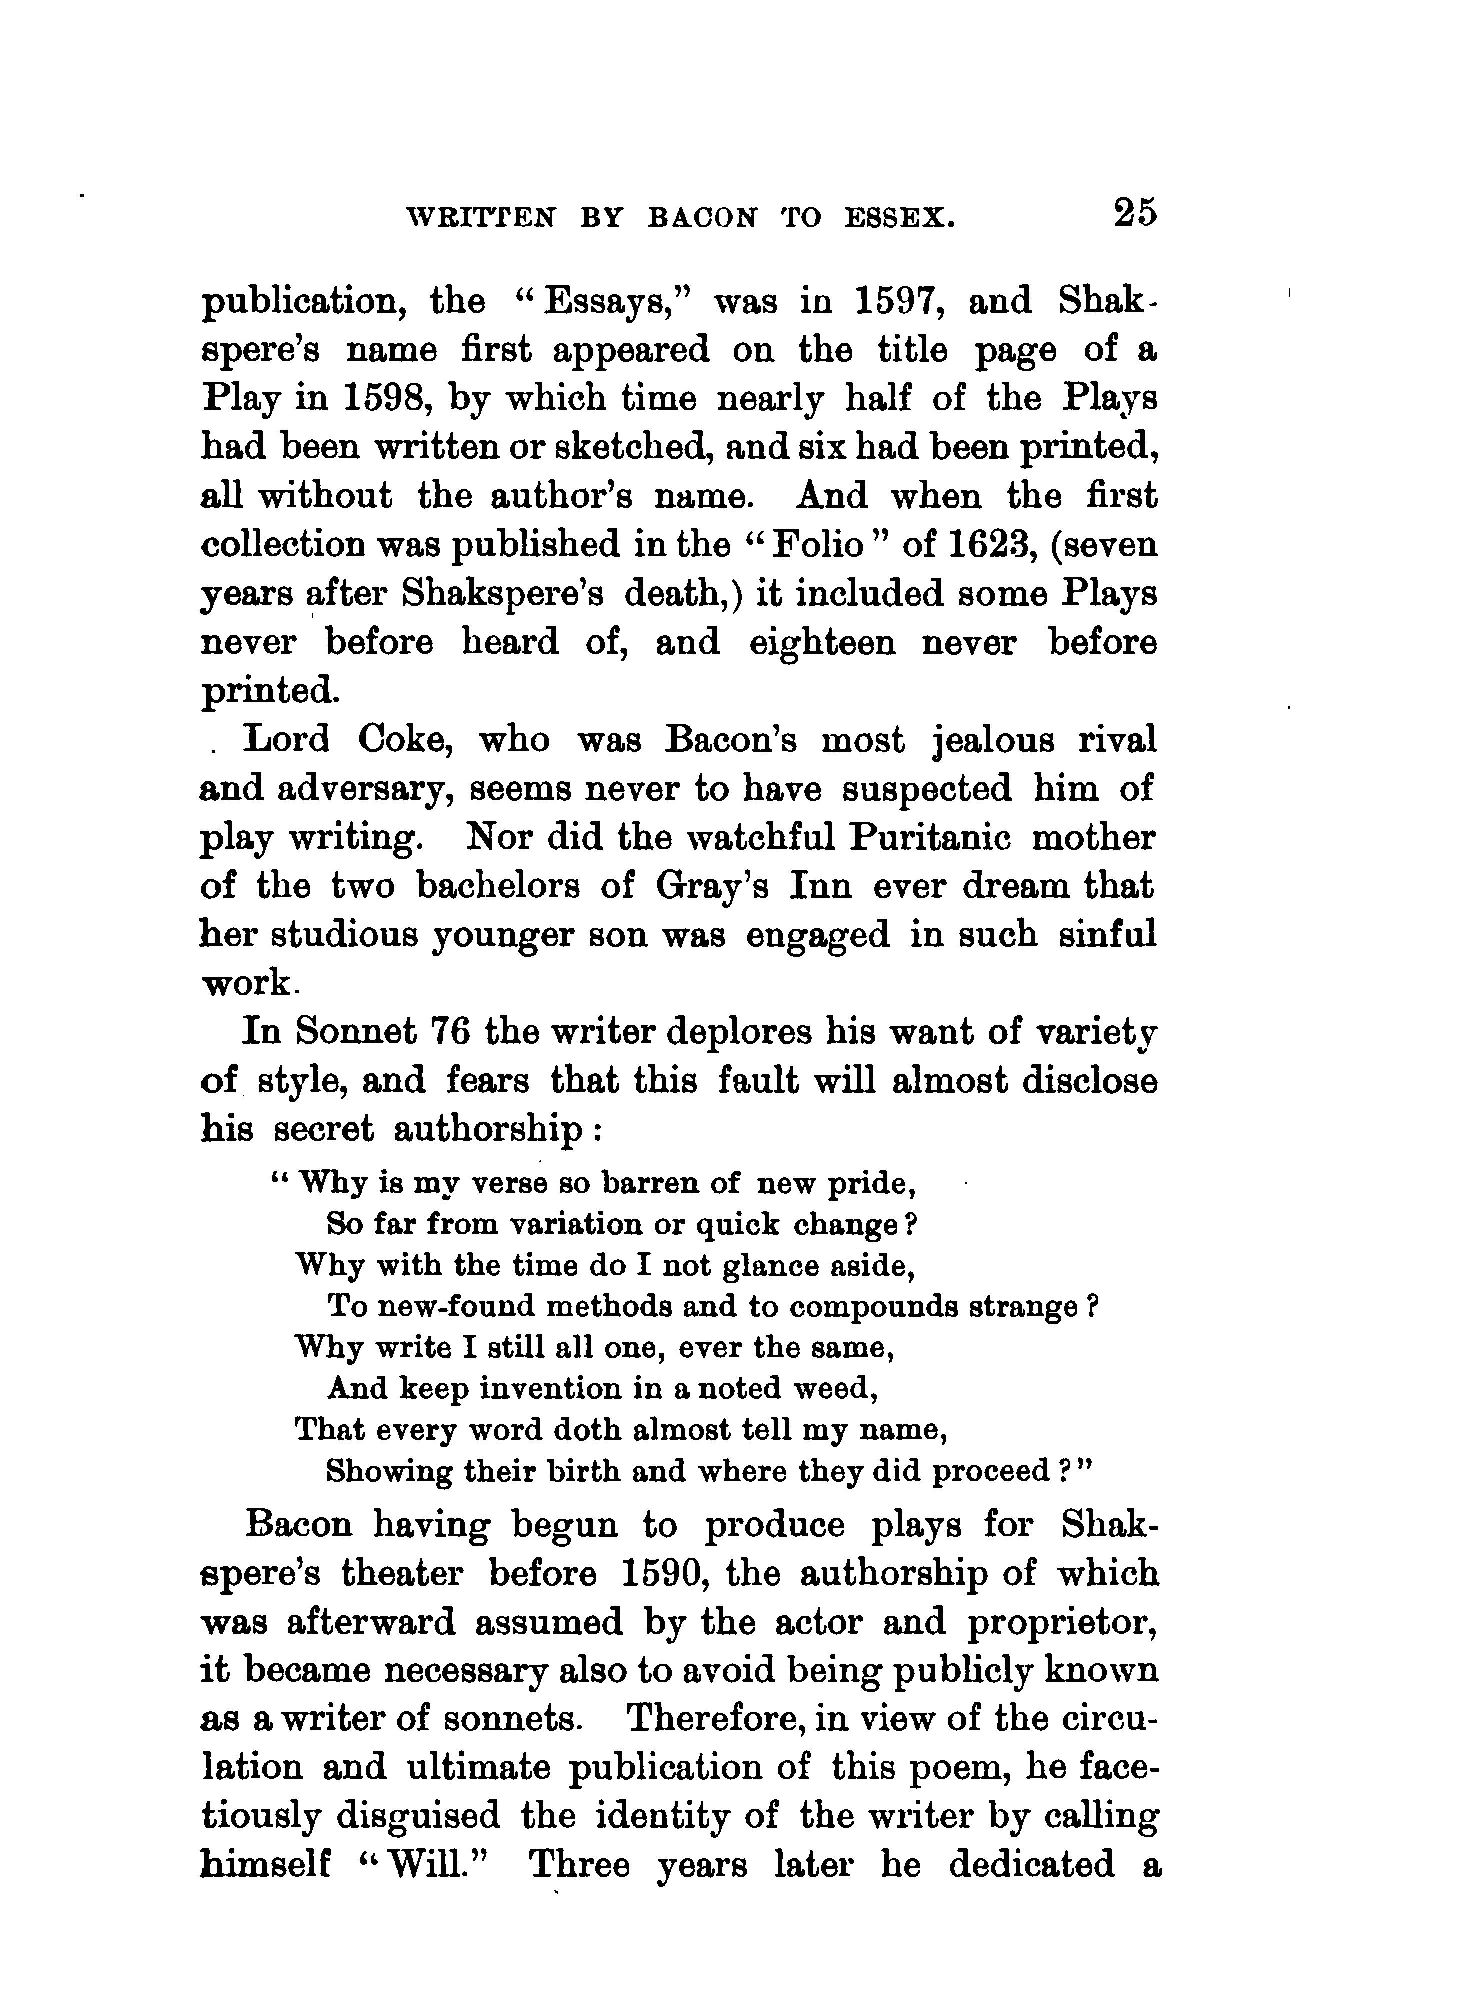 WRITTEN BY BACON TO ESSEX. 25
publication, the “Essays,” was in 1597, and Shak-
spere’s name first appeared on the title page of a
Play in 1598, by which time nearly half of the Plays
had been written or sketched, and six had been printed,
all without the author’s name. And when the first
collection was published in the “Folio” of 1623, (seven
years after Shakspere’s death,) it included some Plays
never before heard of, and eighteen never before
printed.
Lord Coke, who was Bacon’s most jealous rival
and adversary, seems never to have suspected him of
play writing. Nor did the watchful Puritanic mother
of the two bachelors of Gray’s Inn ever dream that
her studious younger son was engaged in such sinful
work.
In Sonnet 76 the writer deplores his want of variety
of style, and fears that this fault will almost disclose
his secret authorship:
“Why is my verse so barren of new pride,
So far from variation or quick change?
Why with the time do I not glance aside,
To new-found methods and to compounds strange?
Why write I still all one, ever the same,
And keep invention in a noted weed,
That every word doth almost tell my name,
Showing their birth and where they did proceed?”
Bacon having begun to produce plays for Shak-
spere’s theater before 1590, the authorship of which
was afterward assumed by the actor and proprietor,
it became necessary also to avoid being publicly known
as a writer of sonnets. Therefore, in view of the circu-
lation and ultimate publication of this poem, he face-
tiously disguised the identity of the writer by calling
himself “Will.” Three years later he dedicated a